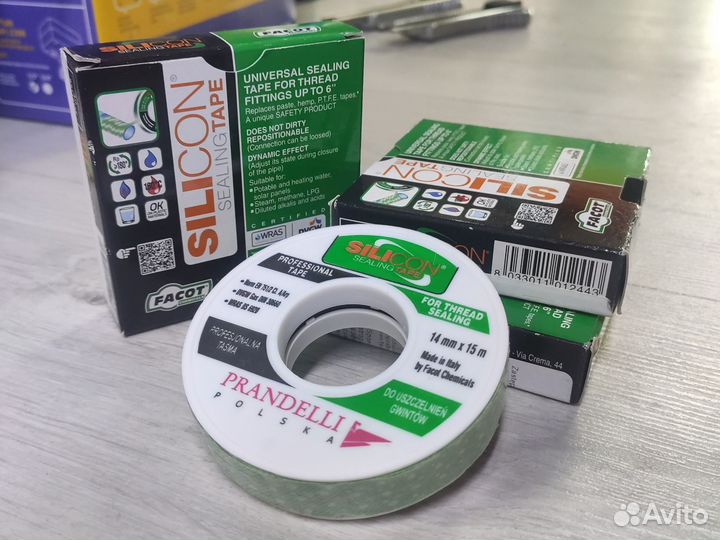 FACOT
UNIVERSAL SEALING
TAPE FOR THREAD
FITTINGS UP TO 6"
Replaces paste, hemp, P.T.F.E. tapes.*
A unique SAFETY PRODUCT
DOES NOT DIRTY
REPOSITIONABLE
(Connection can be loosed)
DYNAMIC EFFECT
(Adjust its state during closure
of the pipe)
Suitable for:
• Potable and heating water,
solar panels
• Steam, methane, LPG
• Diluted alkalis and acids
CERTIFIED
WRAS
DVGW
SILICON®
SEALING TAPE
OK
FACOT
SILICON
SEALING TAPE
FACOT
SILICON
8 033011 012443
- Via Crema, 44
SILICON®
SEALING TAPE
PROFESSIONAL
TAPE
FOR THREAD
SEALING
14 mm x 15 m
Made in Italy
by Facot Chemicals
DO USZCZELNIEŃ
GWINTÓW
PROFESJONALNA
TAŚMA
PRANDELLI
POLSKA
Avito